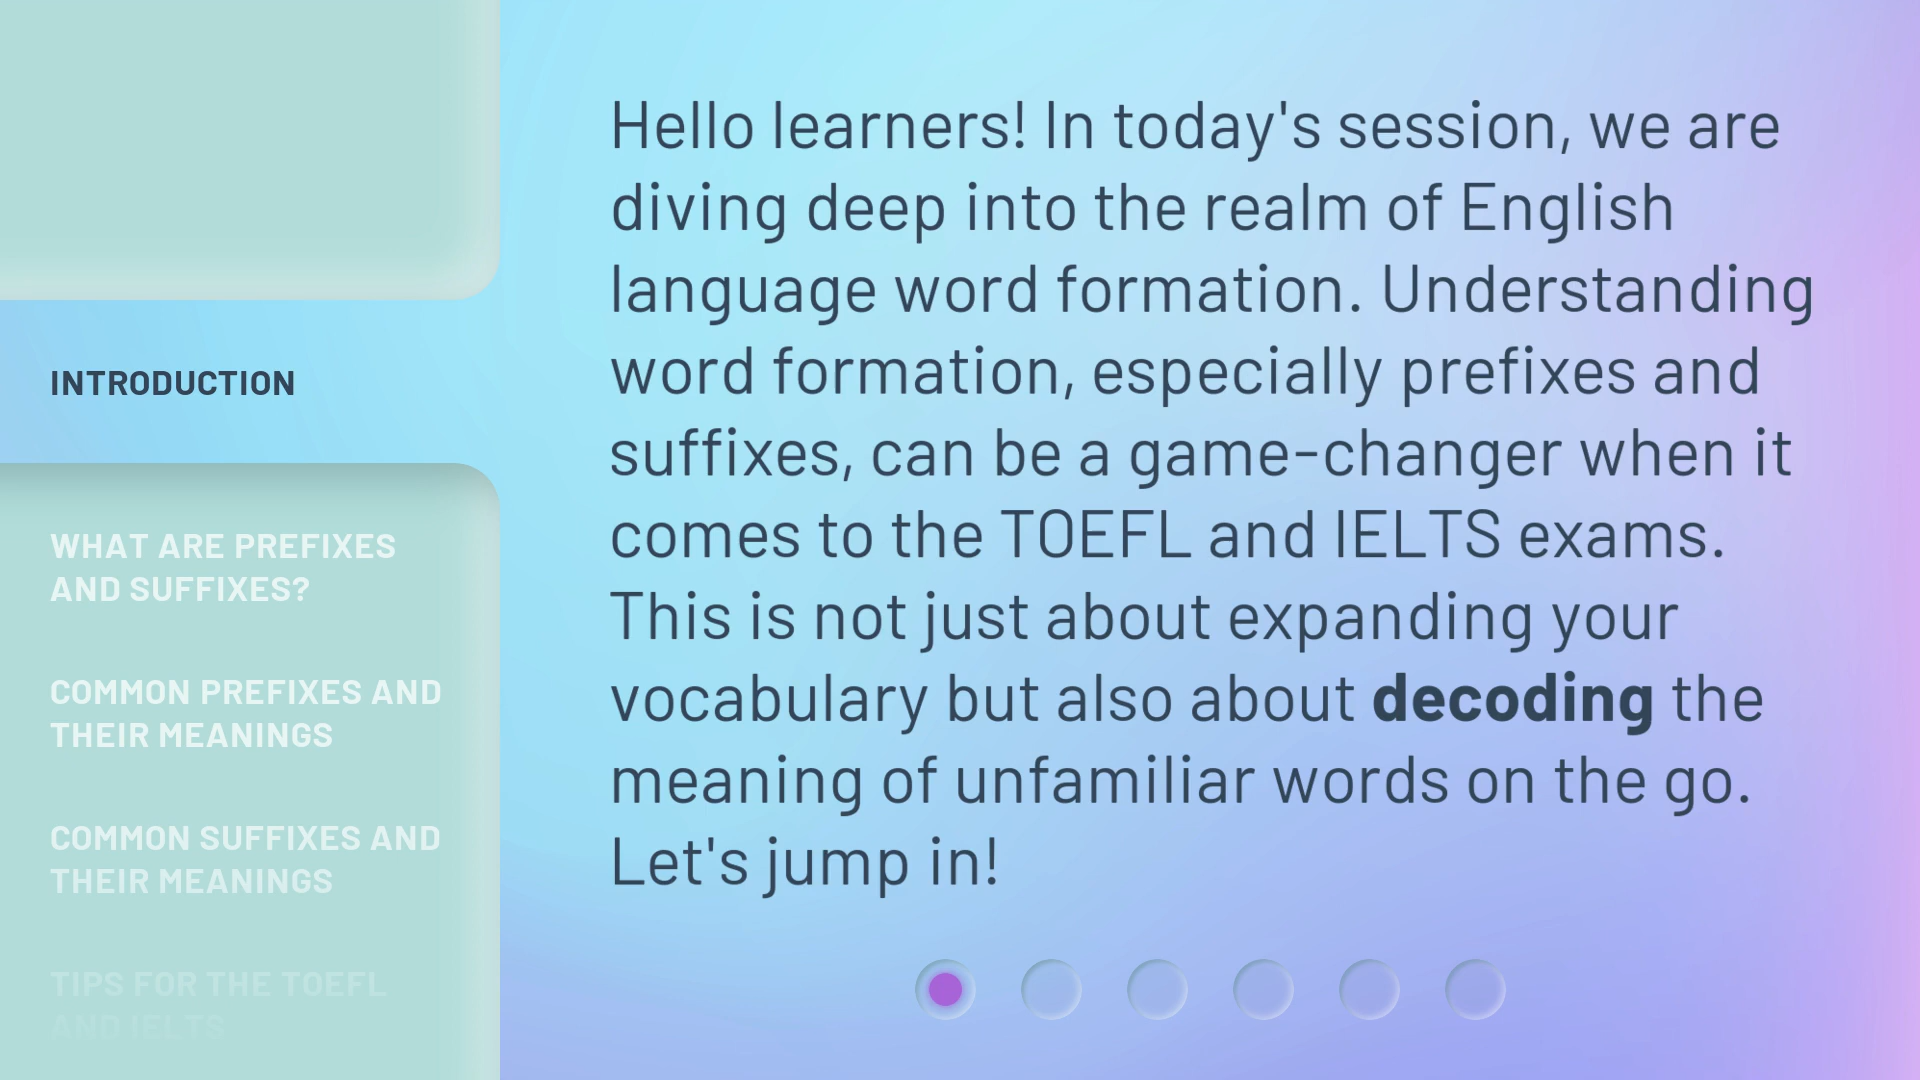 INTRODUCTION
WHAT ARE PREFIXES
AND SUFFIXES?
COMMON PREFIXES AND
THEIR MEANINGS
COMMON SUFFIXES AND
THEIR MEANINGS
TIPS FOR THE TOEFL
AND IELTS
Hello learners! In today's session, we are
diving deep into the realm of English
language word formation. Understanding
word formation, especially prefixes and
suffixes, can be a game-changer when it
comes to the TOEFL and IELTS exams.
This is not just about expanding your
vocabulary but also about decoding the
meaning of unfamiliar words on the go.
Let's jump in!